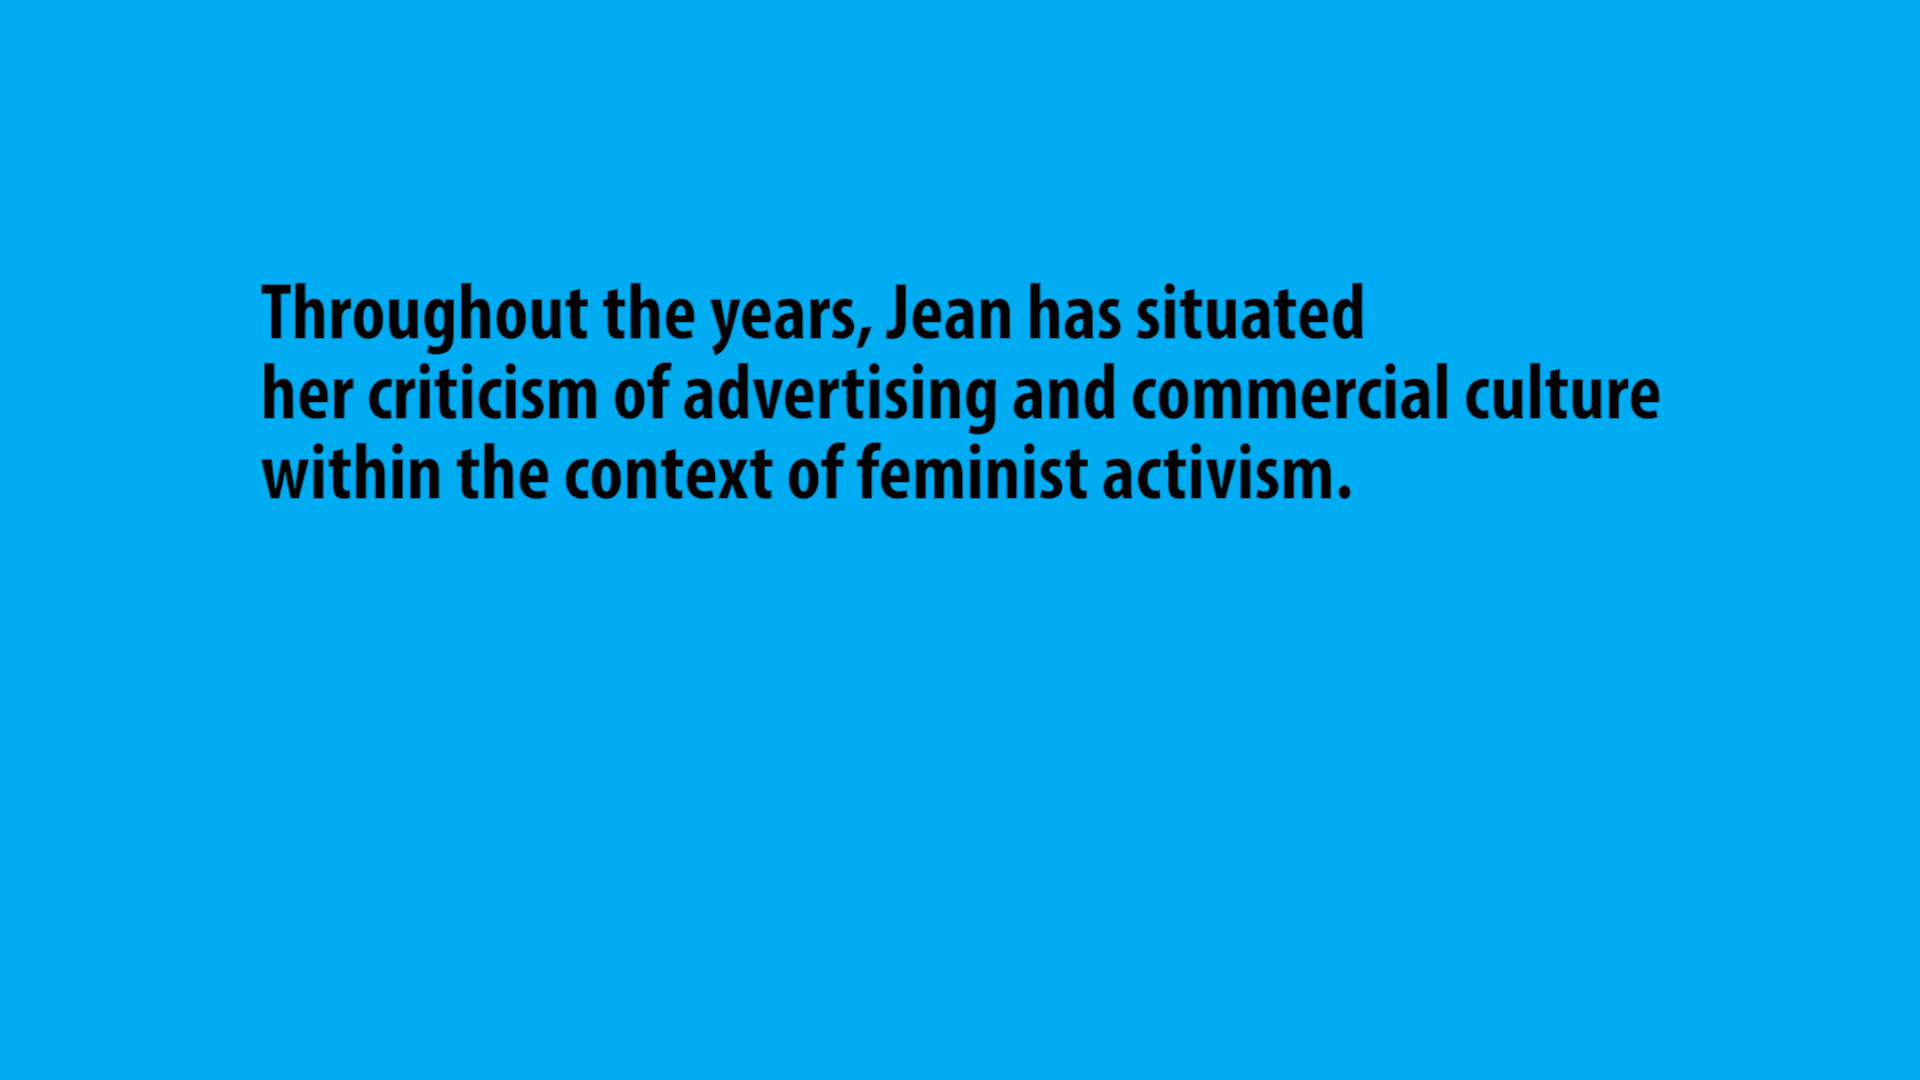 Throughout the years, Jean has situated
her criticism of advertising and commercial culture
within the context of feminist activism.